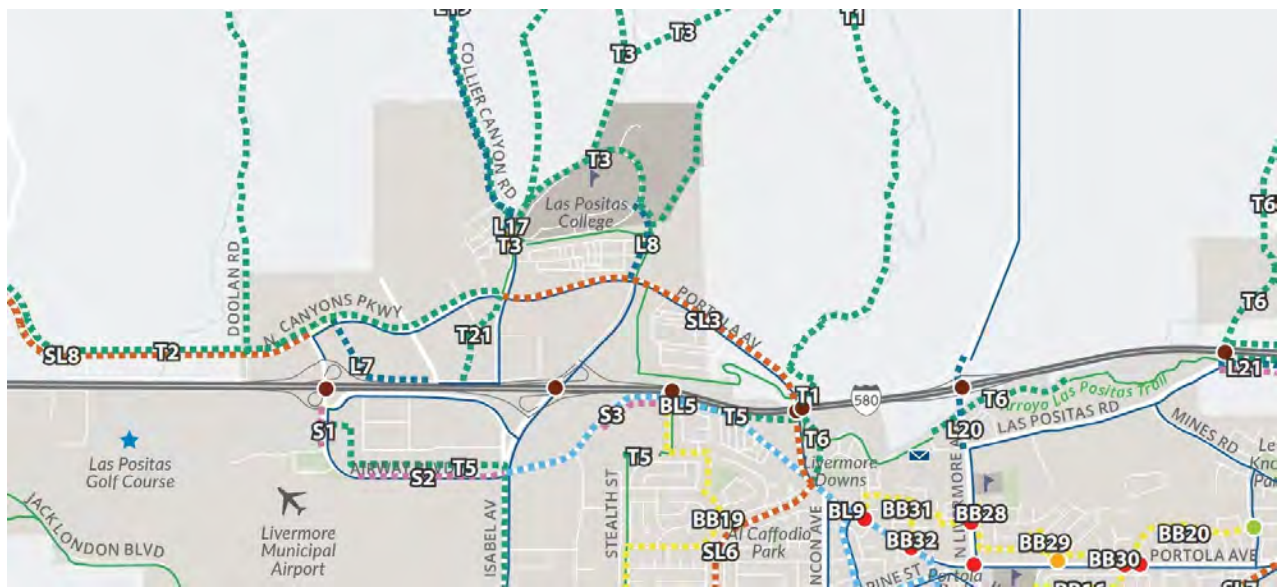 T3
T3
T1
COLLIER CANYON RD
T3
Las Positas
College
L17
T3
L8
T6
T6
DOOLAN RD
N. CANYONS PKWY
PORTOLA AV
SL3
SL8
T2
T21
L7
580
L21
T1
T6
Arroyo Las Positas Trail
LAS POSITAS RD
MINES RD
BL5
S3
T5
S1
T6
L20
Las Positas
Golf Course
T5
T5
S2
Livermore
Downs
JACK LONDON BLVD
Livermore
Municipal
Airport
ISABEL AV
STEALTH ST
BB19
Al Caffodio
Park
SL6
BL9
BB31
BB28
BB32
BB29
BB20
BB30
PORTOLA AVE
PINE ST